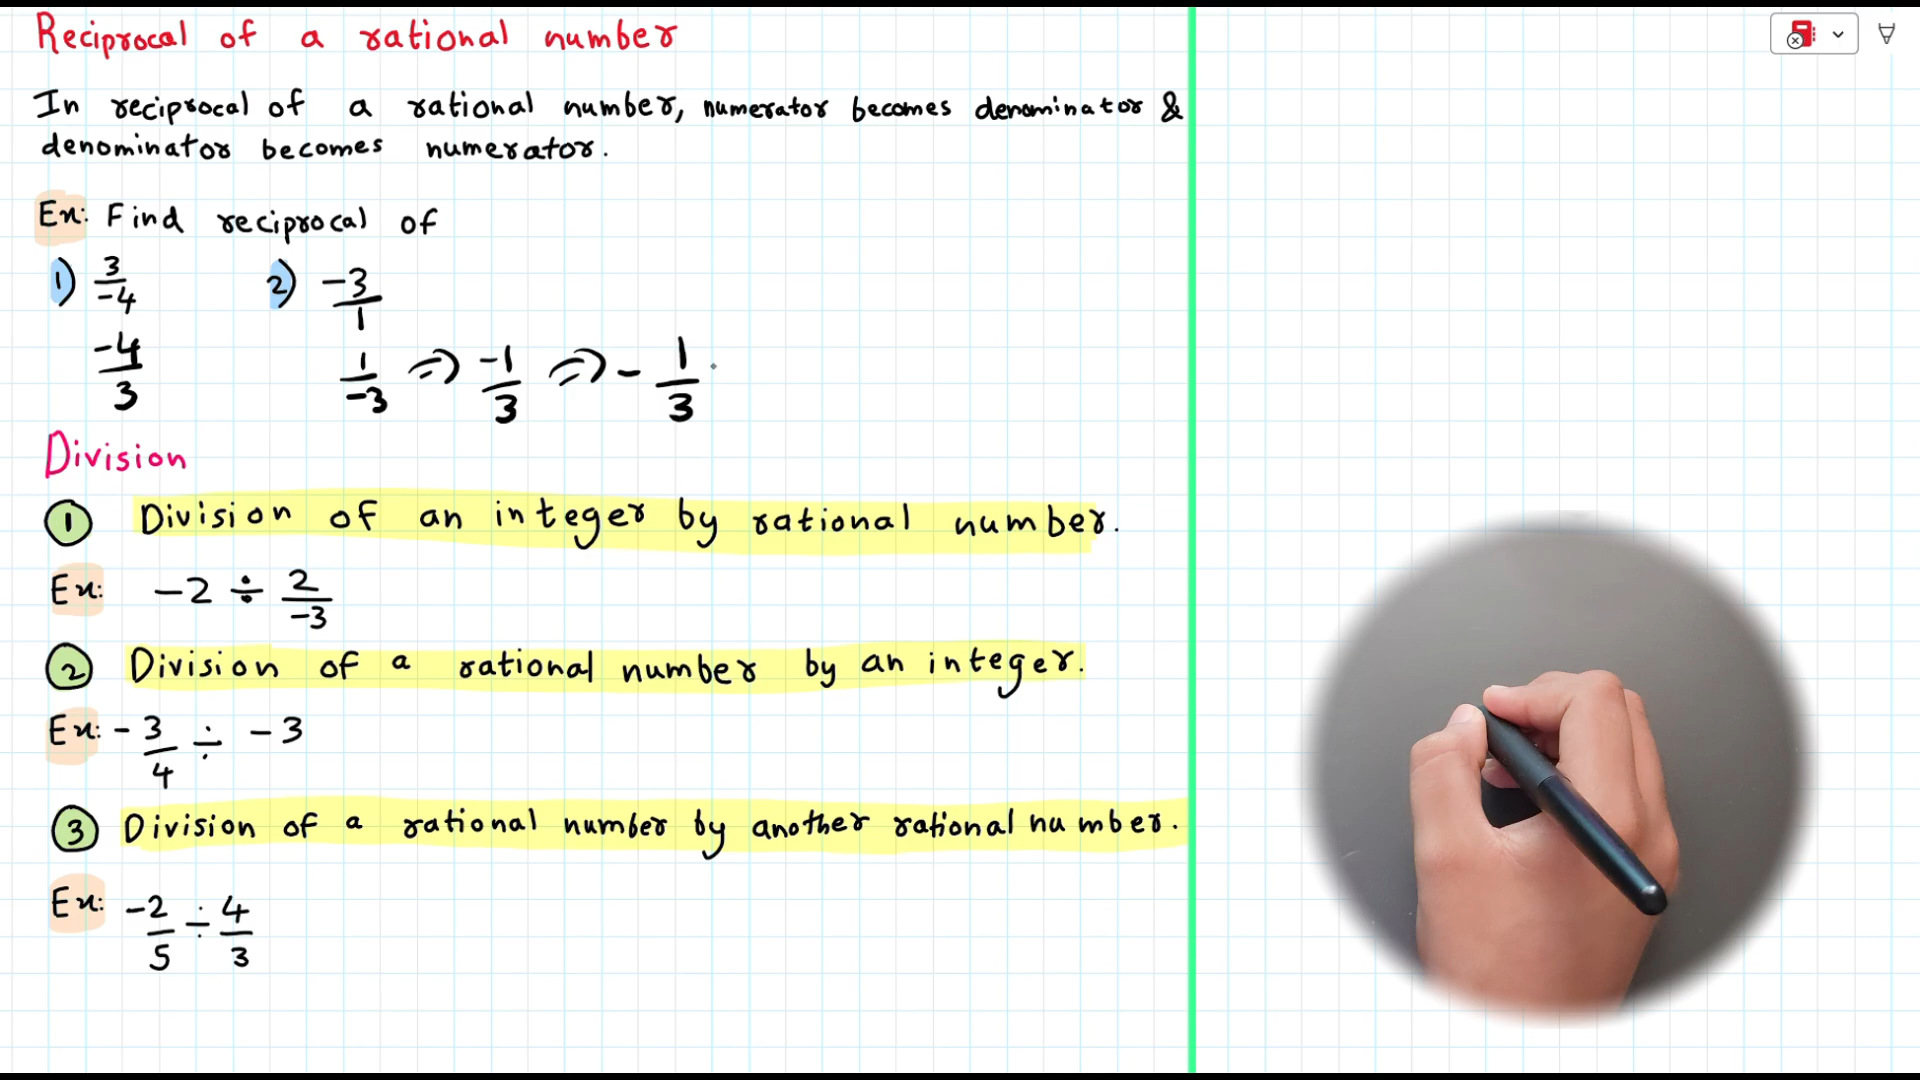 Reciprocal of a rational number
In reciprocal of a rational number, numerator becomes denominator &
denominator becomes numerator.
Ex: Find reciprocal of
1) 3/-4 2) -3/1
-4/3 1/-3 => -1/3 => - 1/3
Division
1 Division of an integer by rational number.
Ex: -2 ÷ 2/-3
2 Division of a rational number by an integer.
Ex: -3/4 ÷ -3
3 Division of a rational number by another rational number.
Ex: -2/5 ÷ 4/3